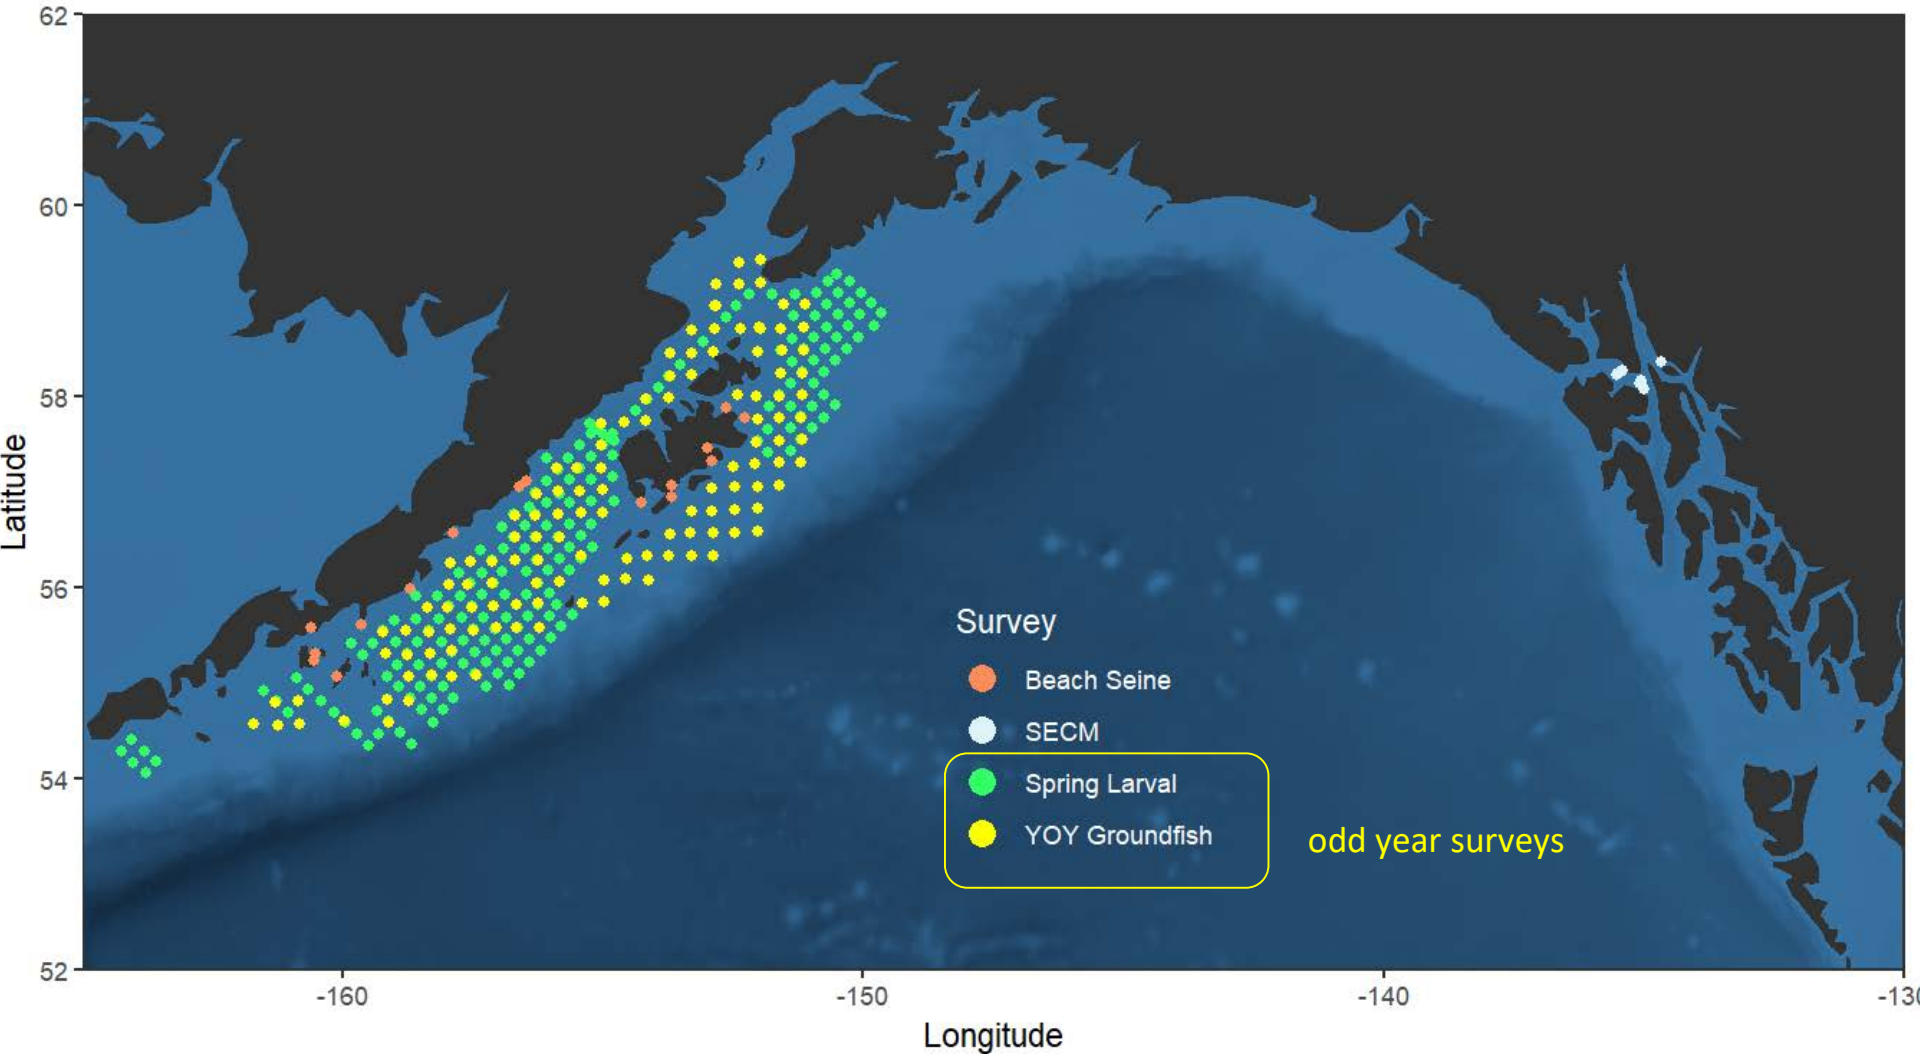 62
60
58
56
54
52
Latitude
Survey
Beach Seine
SECM
Spring Larval
YOY Groundfish
odd year surveys
-160
-150
-140
-130
Longitude